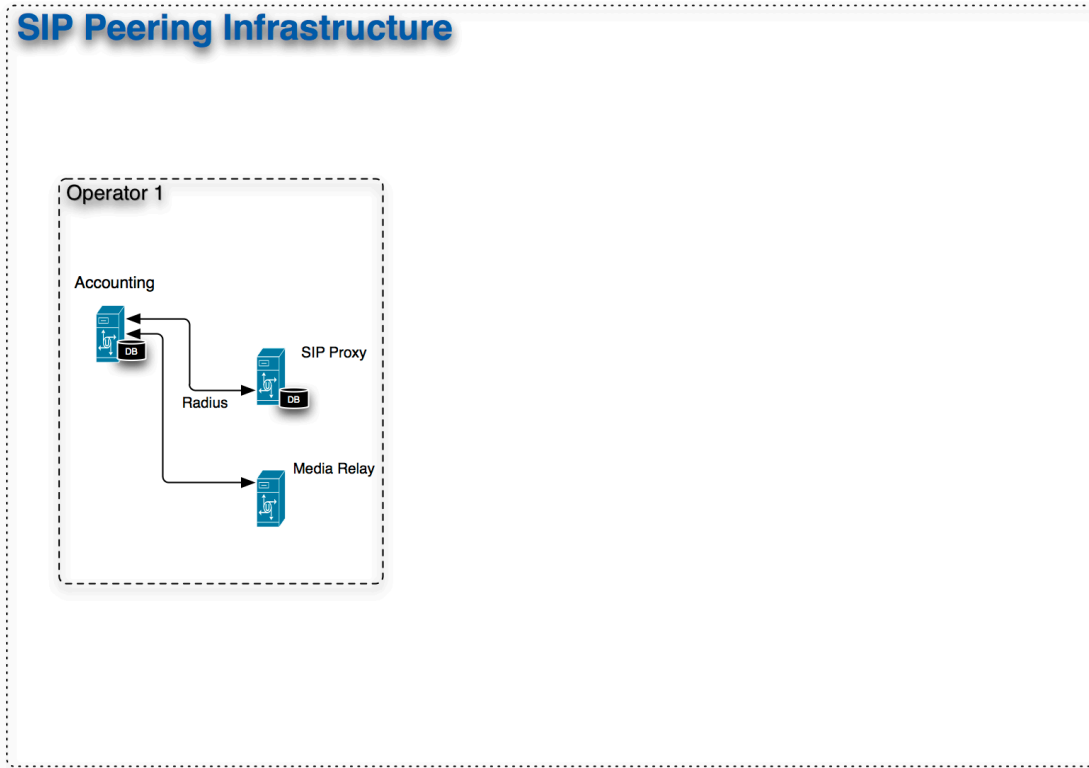 SIP Peering Infrastructure
Operator 1
Accounting
DB
SIP Proxy
DB
Radius
Media Relay